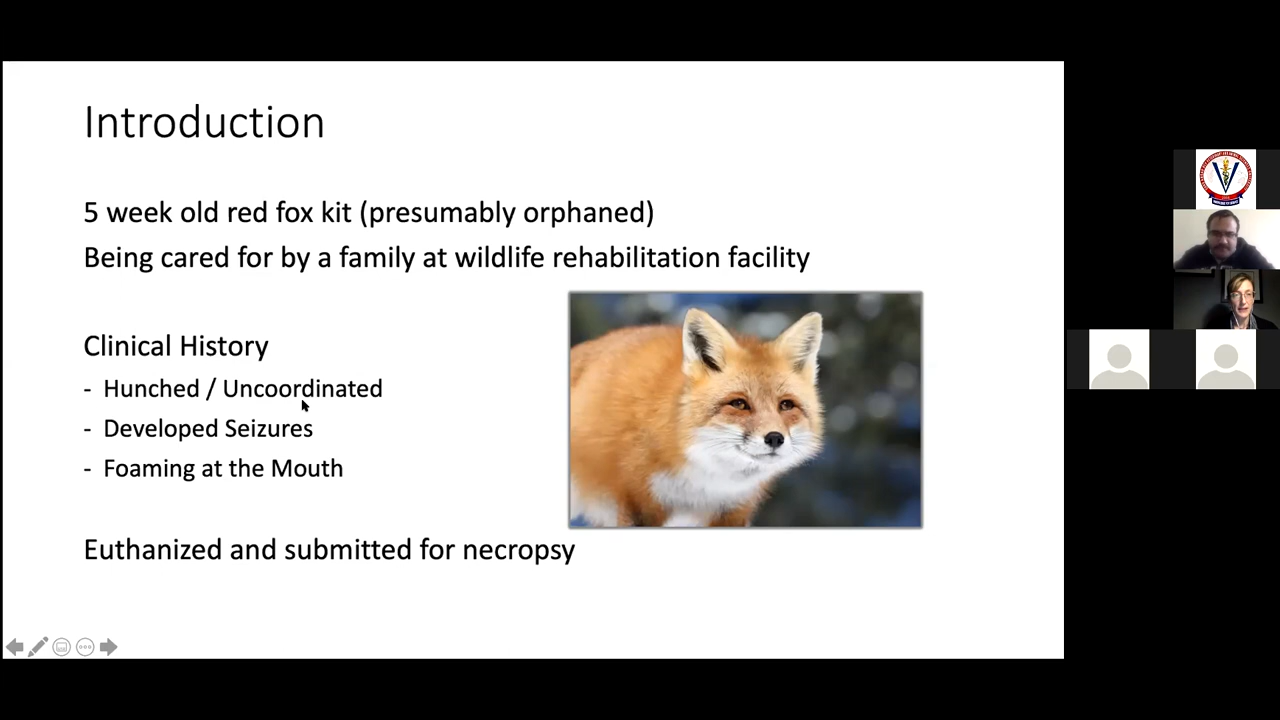 Introduction
5 week old red fox kit (presumably orphaned)
Being cared for by a family at wildlife rehabilitation facility
Clinical History
- Hunched / Uncoordinated
- Developed Seizures
- Foaming at the Mouth
Euthanized and submitted for necropsy